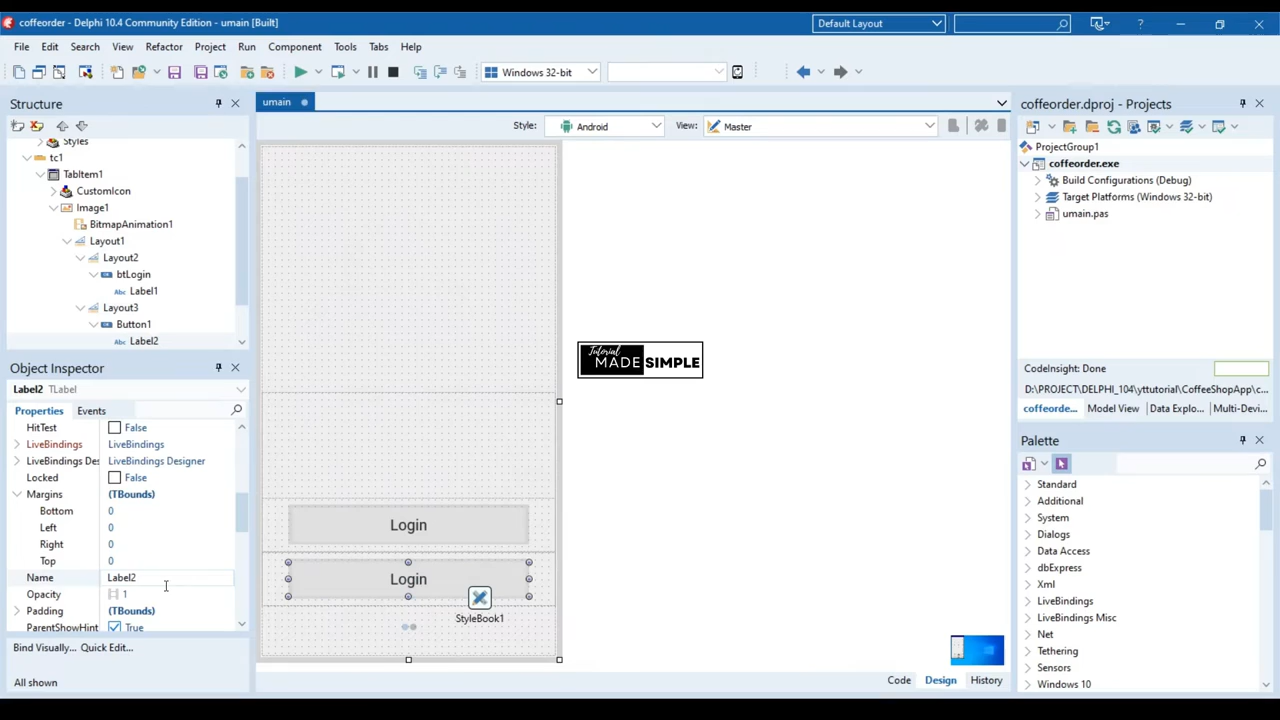 coffeorder - Delphi 10.4 Community Edition - umain [Built]
Default Layout
File Edit Search View Refactor Project Run Component Tools Tabs Help
Windows 32-bit
Structure
Styles
tc1
TabItem1
CustomIcon
Image1
BitmapAnimation1
Layout1
Layout2
btLogin
Abc Label1
Layout3
Button1
Abc Label2
Object Inspector
Label2 TLabel
Properties Events
HitTest False
LiveBindings LiveBindings
LiveBindings Des LiveBindings Designer
Locked False
Margins (TBounds)
Bottom 0
Left 0
Right 0
Top 0
Name Label2
Opacity 1
Padding (TBounds)
ParentShowHint True
Bind Visually... Quick Edit...
All shown
umain
Style: Android View: Master
Login
Login
StyleBook1
Tutorial
MADE SIMPLE
Code Design History
coffeorder.dproj - Projects
ProjectGroup1
coffeorder.exe
Build Configurations (Debug)
Target Platforms (Windows 32-bit)
umain.pas
CodeInsight: Done
D:\PROJECT\DELPHI_104\yttutorial\CoffeeShopApp\c...
coffeorde... Model View Data Explo... Multi-Devi...
Palette
Standard
Additional
System
Dialogs
Data Access
dbExpress
Xml
LiveBindings
LiveBindings Misc
Net
Tethering
Sensors
Windows 10